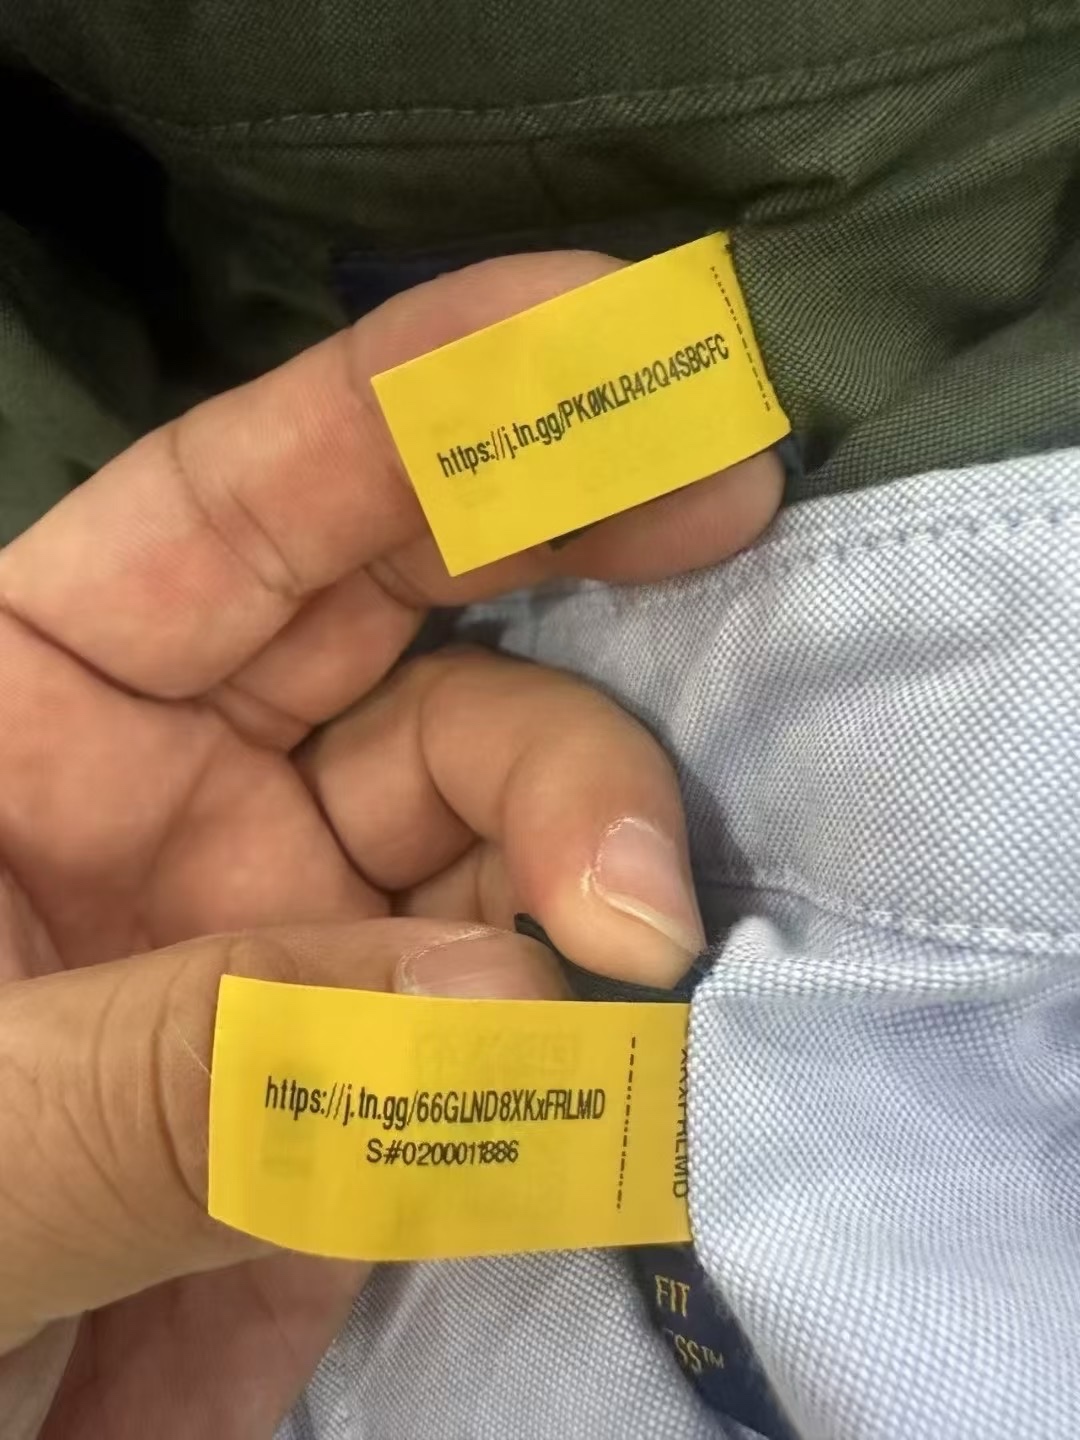 https://j.tn.gg/PK0KLR42Q4SBCFC
https://j.tn.gg/66GLND8XKxFRLMD
S#0200011886
FIT